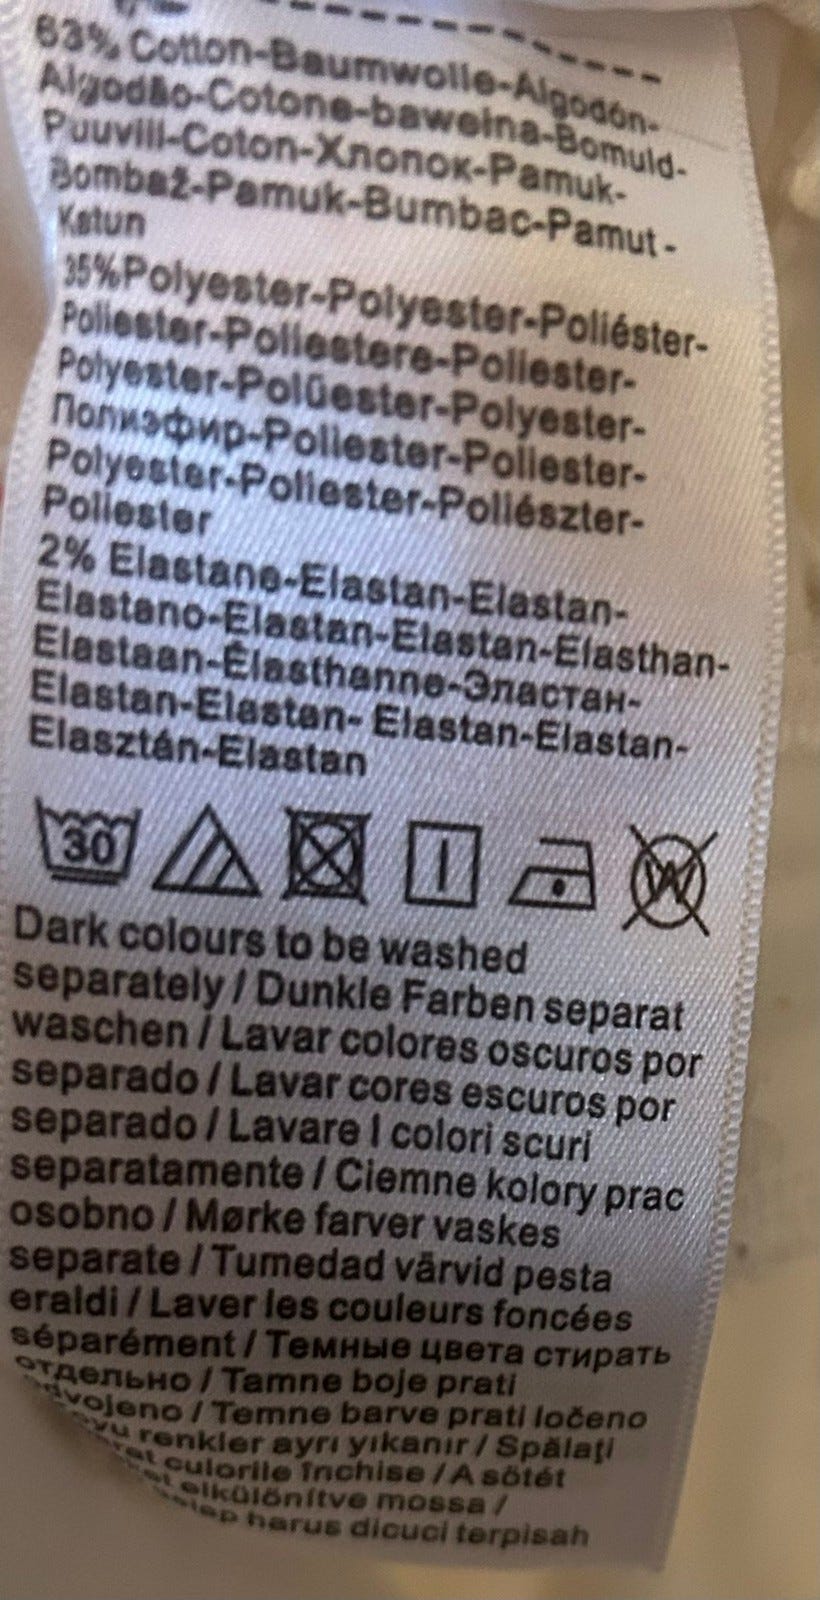 63% Cotton-Baumwolle-Algodón-
Algodão-Cotone-bawełna-Bomuld-
Puuvill-Coton-Хлопок-Pamuk-
Bombaž-Pamuk-Bumbac-Pamut-
Katun
35%Polyester-Polyester-Poliéster-
Poliester-Poliestere-Poliester-
Polyester-Polüester-Polyester-
Полиэфир-Poliester-Poliester-
Polyester-Poliester-Poliészter-
Poliester
2% Elastane-Elastan-Elastan-
Elastano-Elastan-Elastan-Elasthan-
Elastaan-Élasthanne-Эластан-
Elastan-Elastan- Elastan-Elastan-
Elasztán-Elastan
30 W
Dark colours to be washed
separately / Dunkle Farben separat
waschen / Lavar colores oscuros por
separado / Lavar cores escuros por
separado / Lavare I colori scuri
separatamente / Ciemne kolory prac
osobno / Mørke farver vaskes
separate / Tumedad värvid pesta
eraldi / Laver les couleurs foncées
séparément / Темные цвета стирать
отдельно / Tamne boje prati
odvojeno / Temne barve prati ločeno
renkler ayrı yıkanır / Spălaţi
culorile închise / A sötét
elkülönítve mossa /
harus dicuci terpisah